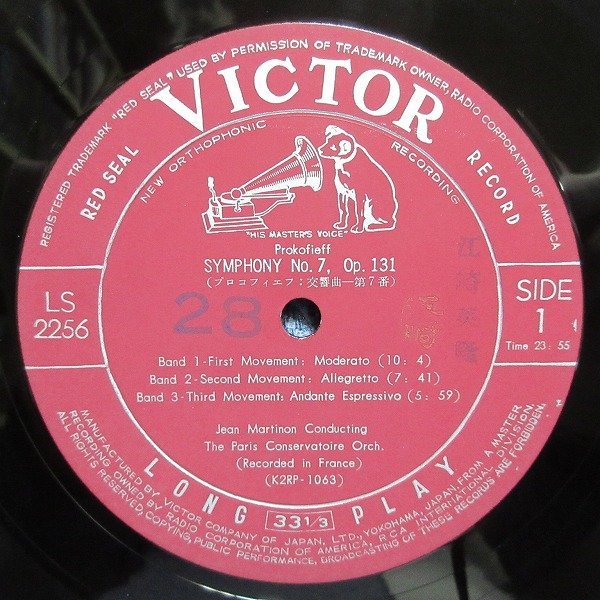 REGISTERED TRADEMARK "RED SEAL" USED BY PERMISSION OF TRADEMARK OWNER, RADIO CORPORATION OF AMERICA
VICTOR
RED SEAL
RECORD
NEW ORTHOPHONIC
RECORDING
"HIS MASTER'S VOICE"
Prokofieff
SYMPHONY No. 7, Op. 131
(プロコフィエフ：交響曲—第7番)
LS
2256
28
SIDE
1
Time 23 : 55
Band 1-First Movement: Moderato (10 : 4)
Band 2-Second Movement: Allegretto (7 : 41)
Band 3-Third Movement: Andante Espressivo (5 : 59)
Jean Martinon Conducting
The Paris Conservatoire Orch.
(Recorded in France)
(K2RP-1063)
LONG 33 1/3 PLAY
MANUFACTURED BY VICTOR COMPANY OF JAPAN, LTD., YOKOHAMA, JAPAN, FROM A MASTER
RECORDING OWNED BY RADIO CORPORATION OF AMERICA, R.C.A INTERNATIONAL DIVISION.
ALL RIGHTS RESERVED, COPYING, PUBLIC PERFORMANCE, BROADCASTING OF THESE RECORDS ARE FORBIDDEN.